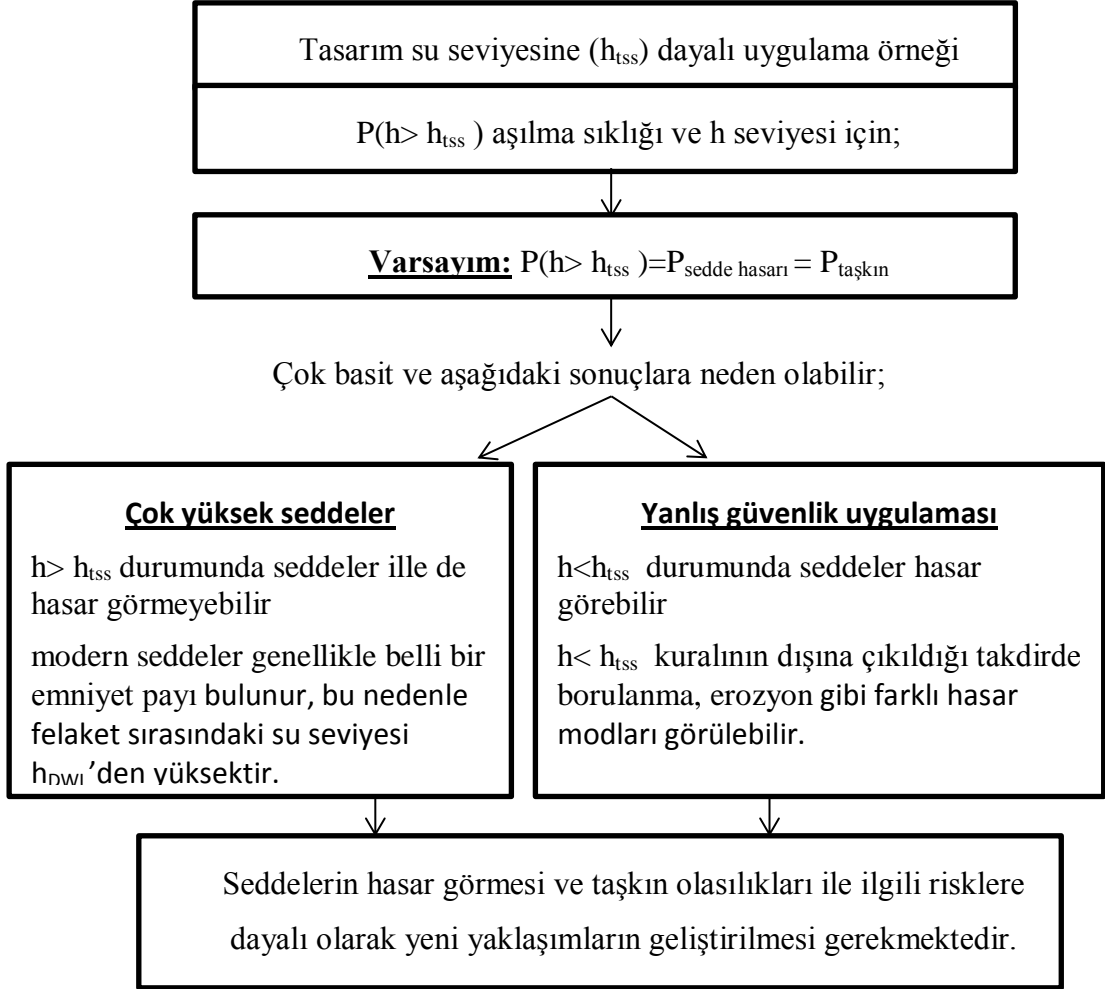 Tasarım su seviyesine (htss) dayalı uygulama örneği
P(h> htss ) aşılma sıklığı ve h seviyesi için;
Varsayım: P(h> htss )=Psedde hasarı = Ptaşkın
Çok basit ve aşağıdaki sonuçlara neden olabilir;
Çok yüksek seddeler
h> htss durumunda seddeler ille de
hasar görmeyebilir
modern seddeler genellikle belli bir
emniyet payı bulunur, bu nedenle
felaket sırasındaki su seviyesi
hDWL'den yüksektir.
Yanlış güvenlik uygulaması
h<htss durumunda seddeler hasar
görebilir
h< htss kuralının dışına çıkıldığı takdirde
borulanma, erozyon gibi farklı hasar
modları görülebilir.
Seddelerin hasar görmesi ve taşkın olasılıkları ile ilgili risklere
dayalı olarak yeni yaklaşımların geliştirilmesi gerekmektedir.